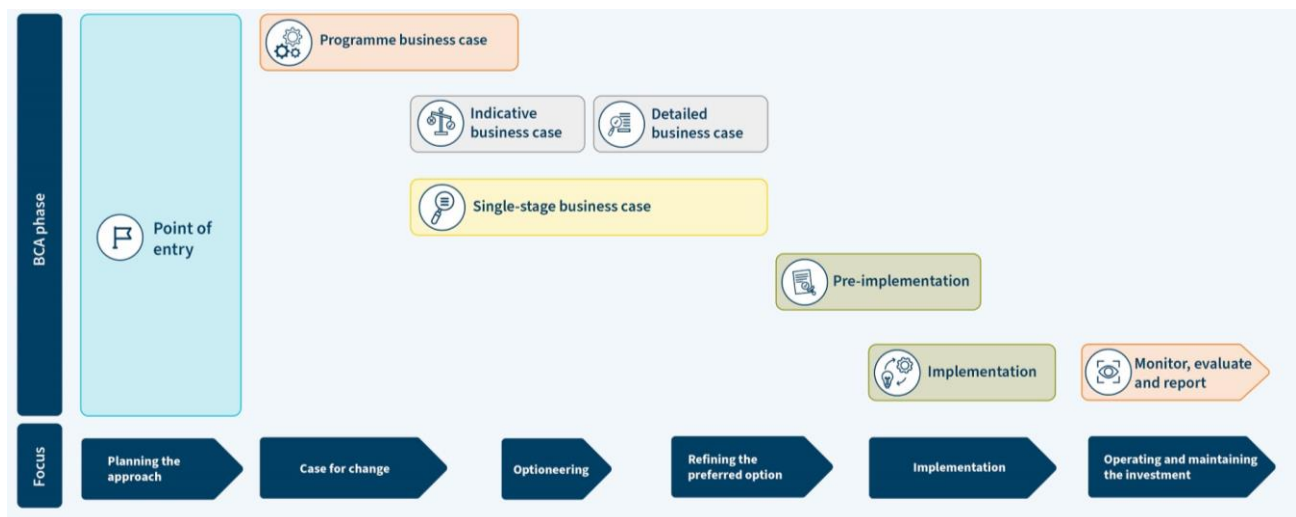 BCA phase
Point of
entry
Programme business case
Indicative
business case
Detailed
business case
Single-stage business case
Pre-implementation
Implementation
Monitor, evaluate
and report
Focus
Planning the
approach
Case for change
Optioneering
Refining the
preferred option
Implementation
Operating and maintaining
the investment